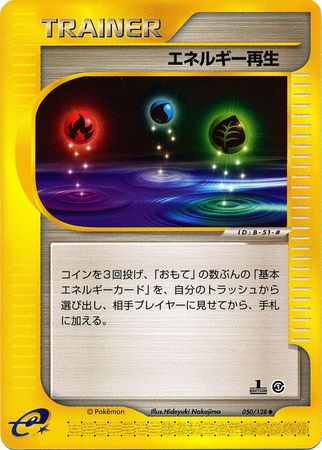 TRAINER
エネルギー再生
ID:B-51-#
コインを3回投げ、「おもて」の数ぶんの「基本
エネルギーカード」を、自分のトラッシュから
選び出し、相手プレイヤーに見せてから、手札
に加える。
1
EDITION
© Pokémon Illus.Hideyuki Nakajima 050/128 ◆
e